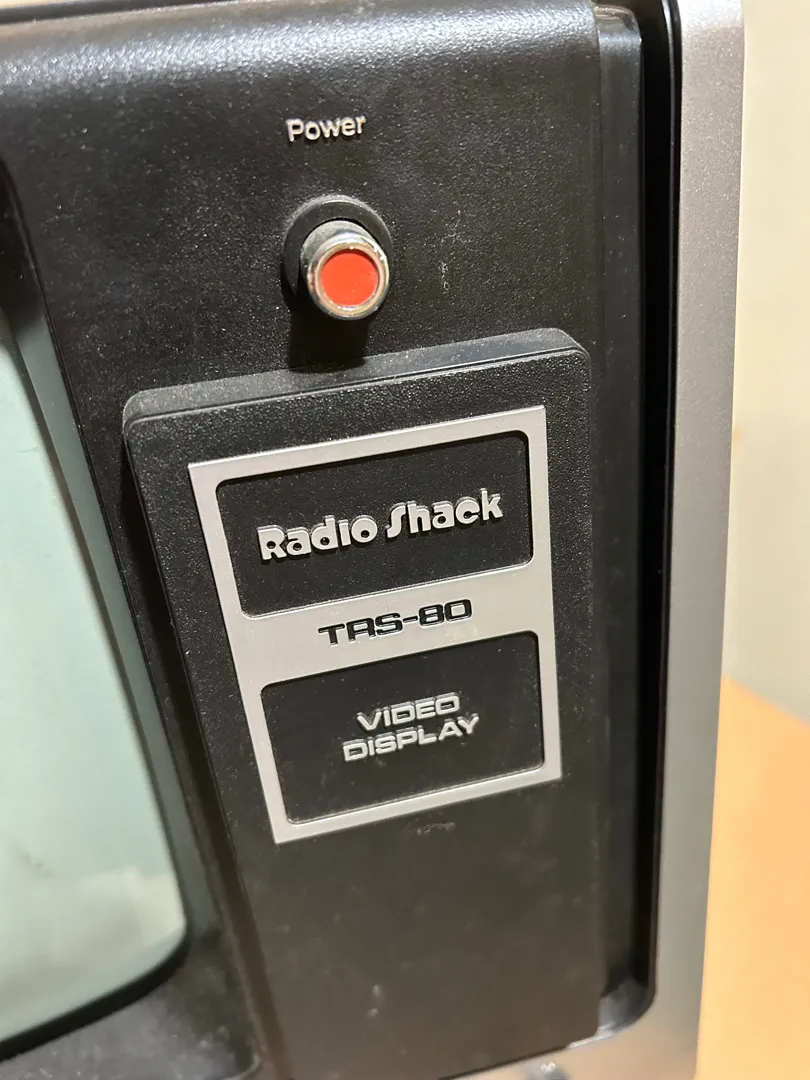 Power
Radio Shack
TRS-80
VIDEO
DISPLAY